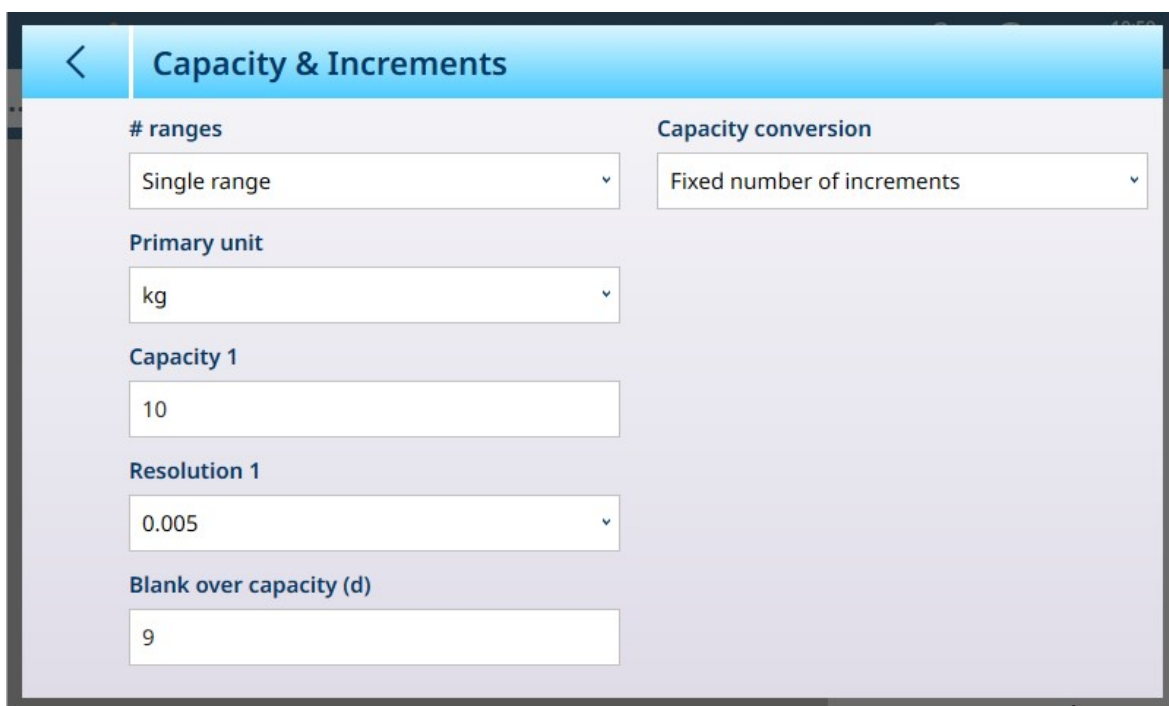 Capacity & Increments
# ranges
Single range
Primary unit
kg
Capacity 1
10
Resolution 1
0.005
Blank over capacity (d)
9
Capacity conversion
Fixed number of increments